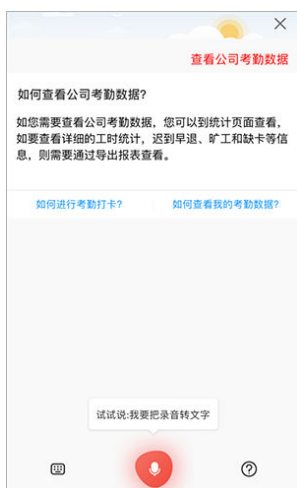 查看公司考勤数据
如何查看公司考勤数据?
如您需要查看公司考勤数据，您可以到统计页面查看，
如要查看详细的工时统计，迟到早退、旷工和缺卡等信
息，则需要通过导出报表查看。
如何进行考勤打卡? 如何查看我的考勤数据?
试试说:我要把录音转文字